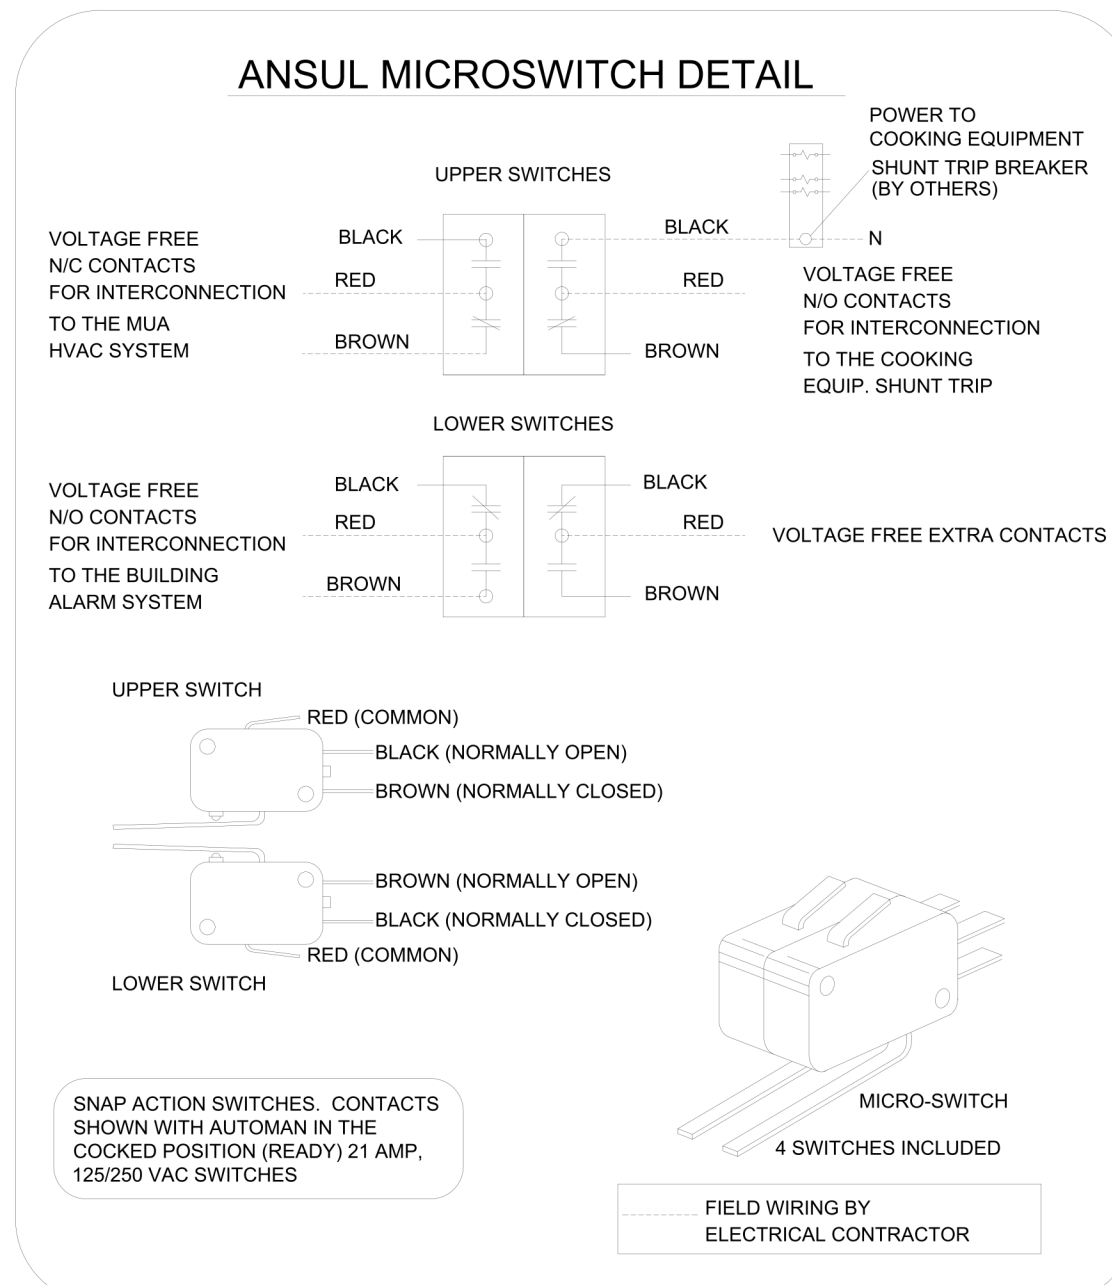 ANSUL MICROSWITCH DETAIL
POWER TO
COOKING EQUIPMENT
SHUNT TRIP BREAKER
(BY OTHERS)
N
UPPER SWITCHES
VOLTAGE FREE
N/C CONTACTS
FOR INTERCONNECTION
TO THE MUA
HVAC SYSTEM
BLACK
RED
BROWN
BLACK
RED
BROWN
VOLTAGE FREE
N/O CONTACTS
FOR INTERCONNECTION
TO THE COOKING
EQUIP. SHUNT TRIP
LOWER SWITCHES
VOLTAGE FREE
N/O CONTACTS
FOR INTERCONNECTION
TO THE BUILDING
ALARM SYSTEM
BLACK
RED
BROWN
BLACK
RED
BROWN
VOLTAGE FREE EXTRA CONTACTS
UPPER SWITCH
RED (COMMON)
BLACK (NORMALLY OPEN)
BROWN (NORMALLY CLOSED)
BROWN (NORMALLY OPEN)
BLACK (NORMALLY CLOSED)
RED (COMMON)
LOWER SWITCH
SNAP ACTION SWITCHES. CONTACTS
SHOWN WITH AUTOMAN IN THE
COCKED POSITION (READY) 21 AMP,
125/250 VAC SWITCHES
MICRO-SWITCH
4 SWITCHES INCLUDED
FIELD WIRING BY
ELECTRICAL CONTRACTOR